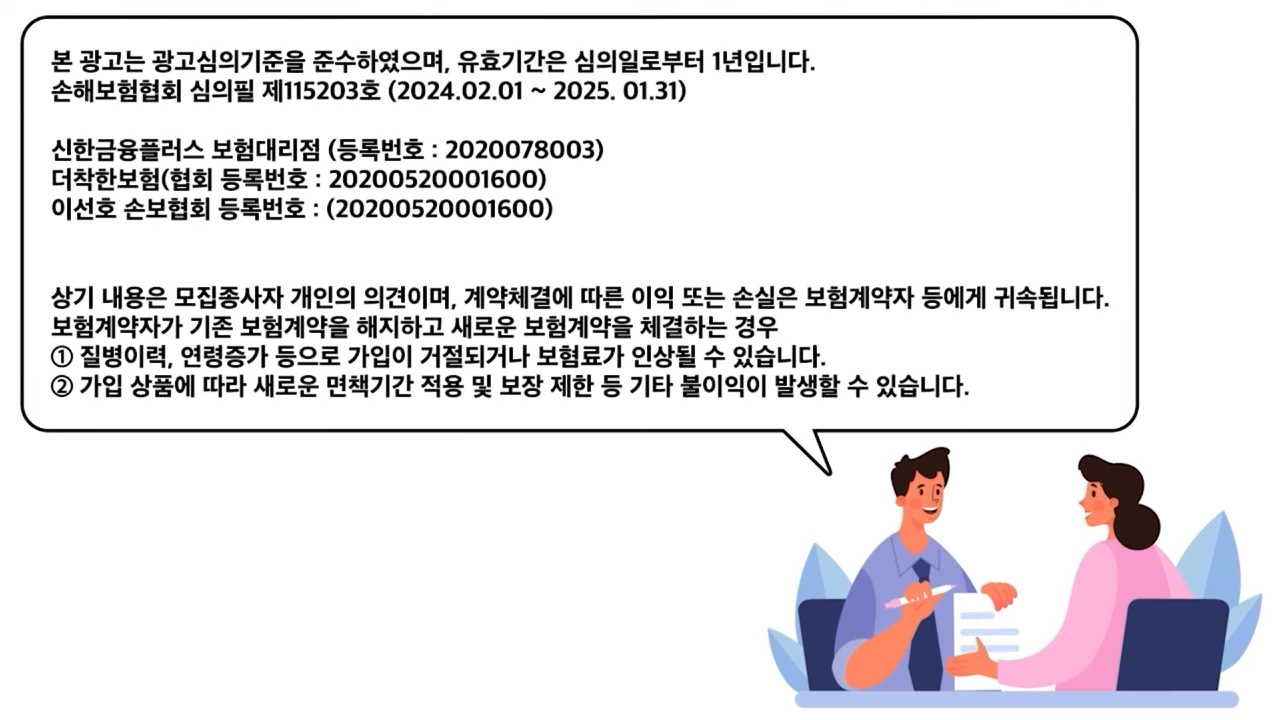 본 광고는 광고심의기준을 준수하였으며, 유효기간은 심의일로부터 1년입니다.
손해보험협회 심의필 제115203호 (2024.02.01 ~ 2025. 01.31)
신한금융플러스 보험대리점 (등록번호 : 2020078003)
더착한보험(협회 등록번호 : 20200520001600)
이선호 손보협회 등록번호 : (20200520001600)
상기 내용은 모집종사자 개인의 의견이며, 계약체결에 따른 이익 또는 손실은 보험계약자 등에게 귀속됩니다.
보험계약자가 기존 보험계약을 해지하고 새로운 보험계약을 체결하는 경우
① 질병이력, 연령증가 등으로 가입이 거절되거나 보험료가 인상될 수 있습니다.
② 가입 상품에 따라 새로운 면책기간 적용 및 보장 제한 등 기타 불이익이 발생할 수 있습니다.